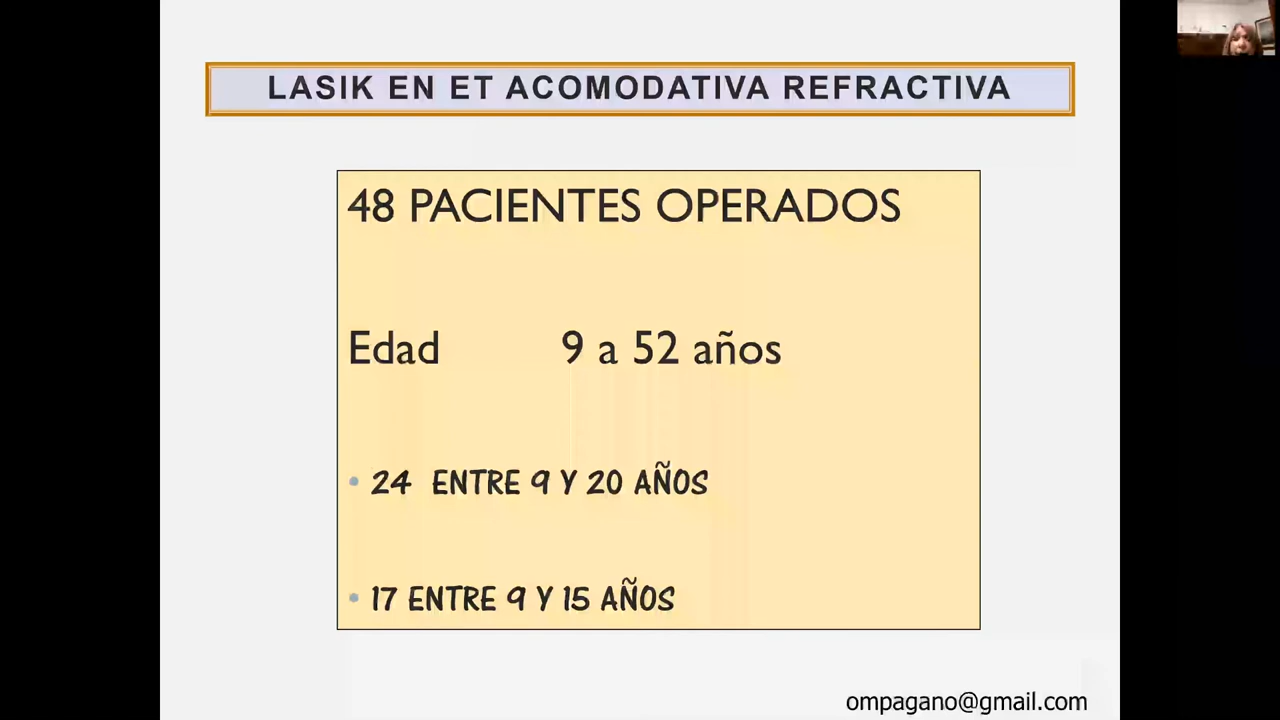 LASIK EN ET ACOMODATIVA REFRACTIVA
48 PACIENTES OPERADOS
Edad 9 a 52 años
• 24 ENTRE 9 Y 20 AÑOS
• 17 ENTRE 9 Y 15 AÑOS
ompagano@gmail.com